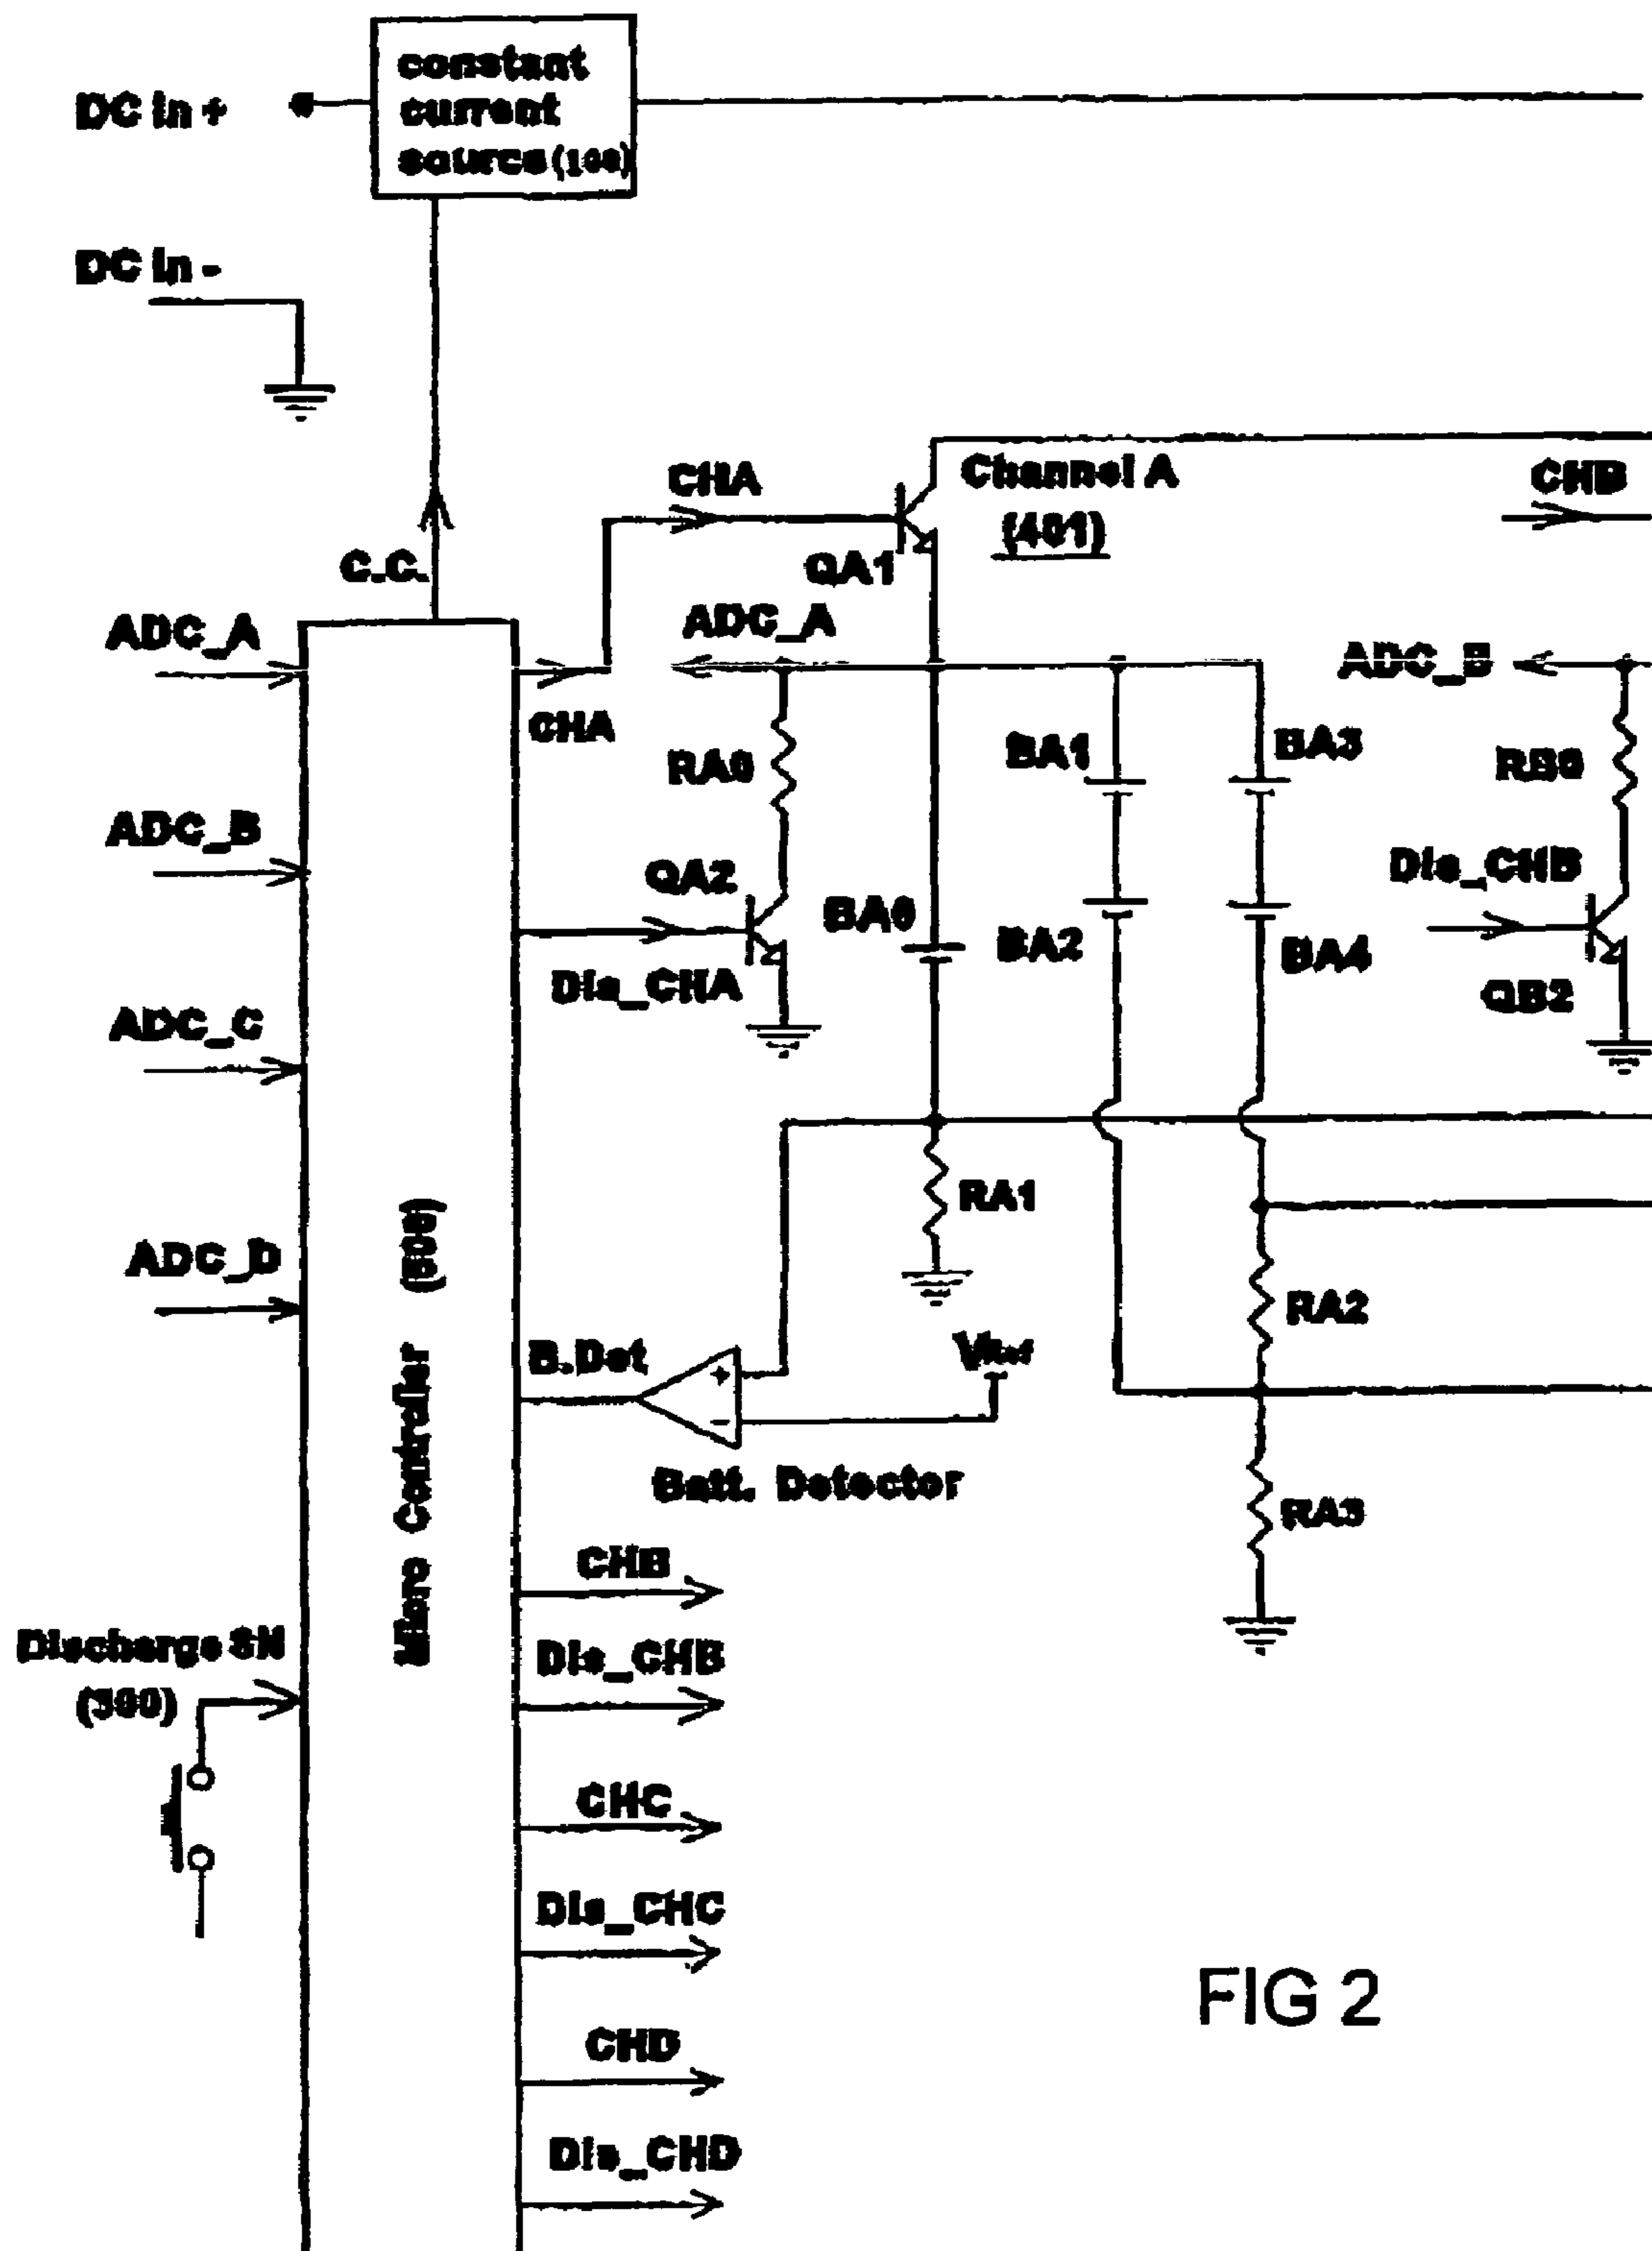 DC in +
constant
current
source (100)
DC in -
C.C.
CHA
Channel A
(401)
QA1
CHB
ADC_A
ADC_A
ADC_B
CHA
RA0
BA1
BA3
RB0
ADC_B
QA2
BA0
BA2
BA4
Dis_CHB
Dis_CHA
QB2
ADC_C
RA1
ADC_D
RA2
Micro Controller
B.Det
VRef
Batt. Detector
RA3
CHB
Dis_CHB
Discharge SW
(300)
CHC
Dis_CHC
CHD
Dis_CHD
FIG 2